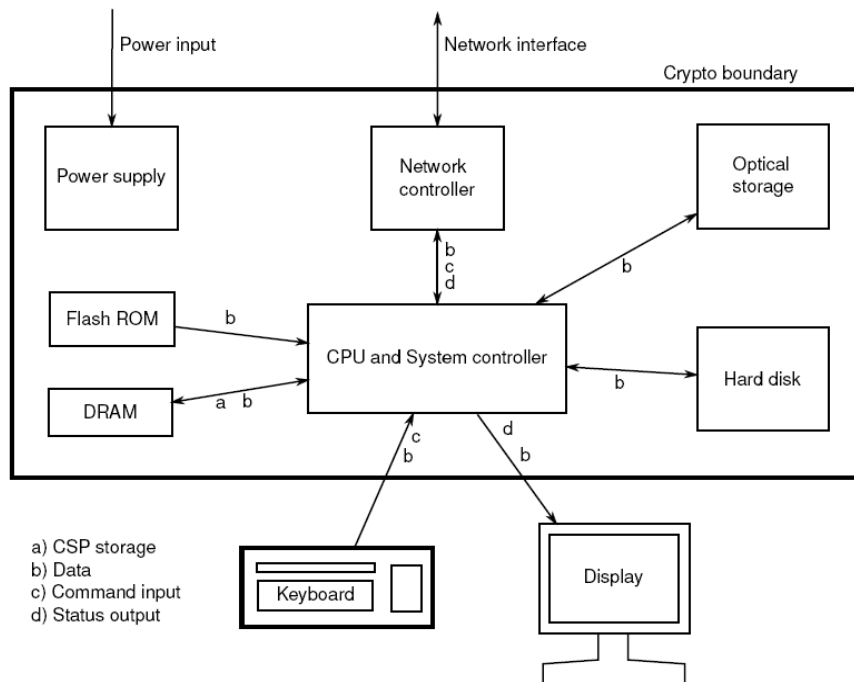 Power input
Network interface
Crypto boundary
Power supply
Network
controller
Optical
storage
b
c
d
b
Flash ROM
b
CPU and System controller
b
Hard disk
DRAM
a b
c
b
d
b
a) CSP storage
b) Data
c) Command input
d) Status output
Keyboard
Display